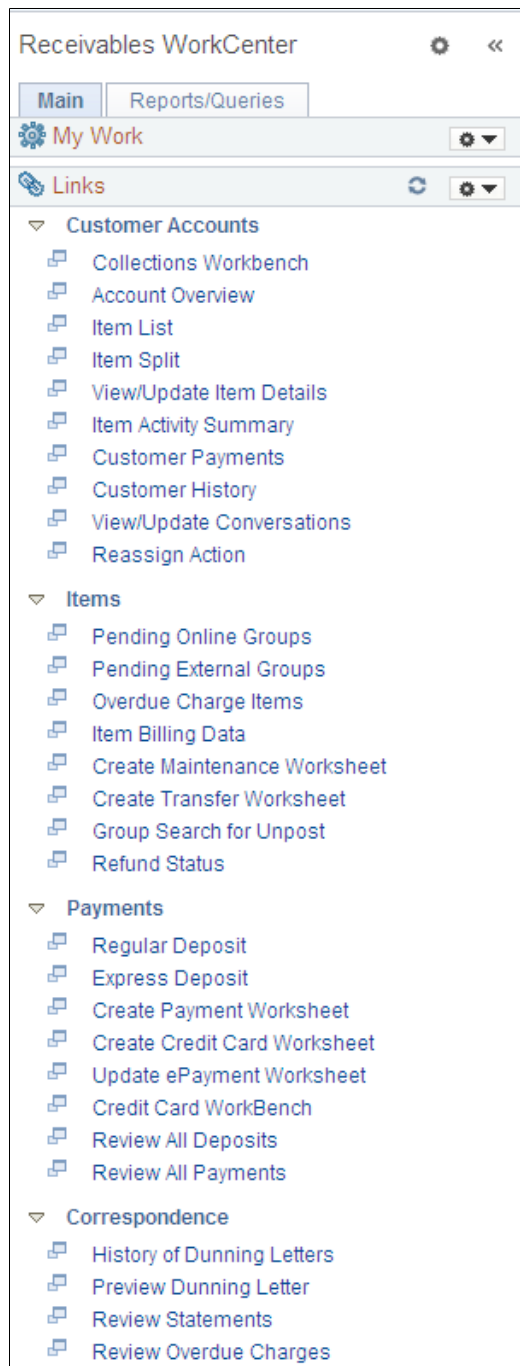 Receivables WorkCenter
Main Reports/Queries
My Work
Links
Customer Accounts
Collections Workbench
Account Overview
Item List
Item Split
View/Update Item Details
Item Activity Summary
Customer Payments
Customer History
View/Update Conversations
Reassign Action
Items
Pending Online Groups
Pending External Groups
Overdue Charge Items
Item Billing Data
Create Maintenance Worksheet
Create Transfer Worksheet
Group Search for Unpost
Refund Status
Payments
Regular Deposit
Express Deposit
Create Payment Worksheet
Create Credit Card Worksheet
Update ePayment Worksheet
Credit Card WorkBench
Review All Deposits
Review All Payments
Correspondence
History of Dunning Letters
Preview Dunning Letter
Review Statements
Review Overdue Charges